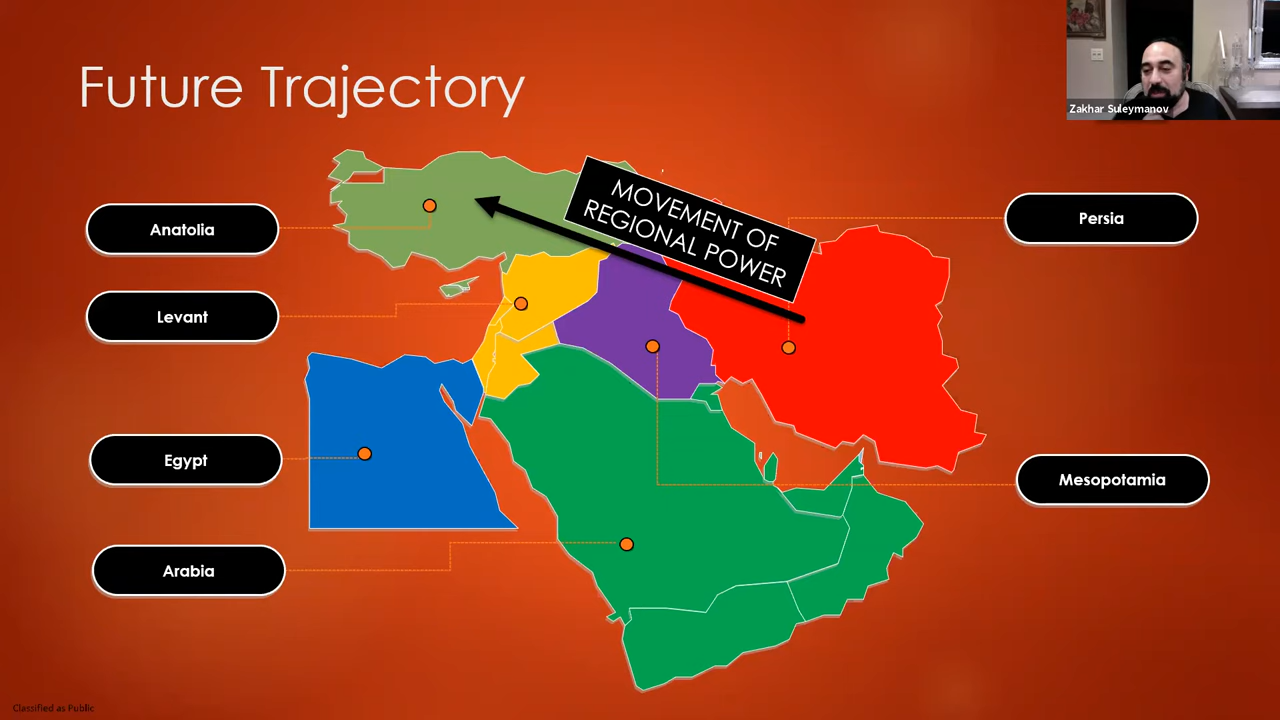 Future Trajectory
Zakhar Suleymanov
MOVEMENT OF
REGIONAL POWER
Anatolia
Persia
Levant
Egypt
Mesopotamia
Arabia
Classified as Public